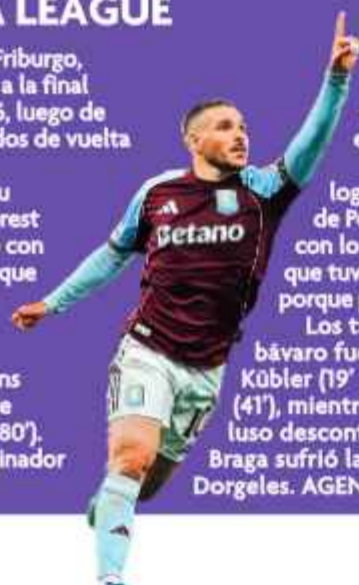 A LEAGUE
Friburgo,
a la final
6, luego de
dos de vuelta
u
rest
con
que
ns
e
80').
inador
Betano
e
log
de P
con lo
que tuv
porque
Los t
bávaro fu
Kübler (19'
(41'), mientr
luso descon
Braga sufrió la
Dorgeles. AGEN